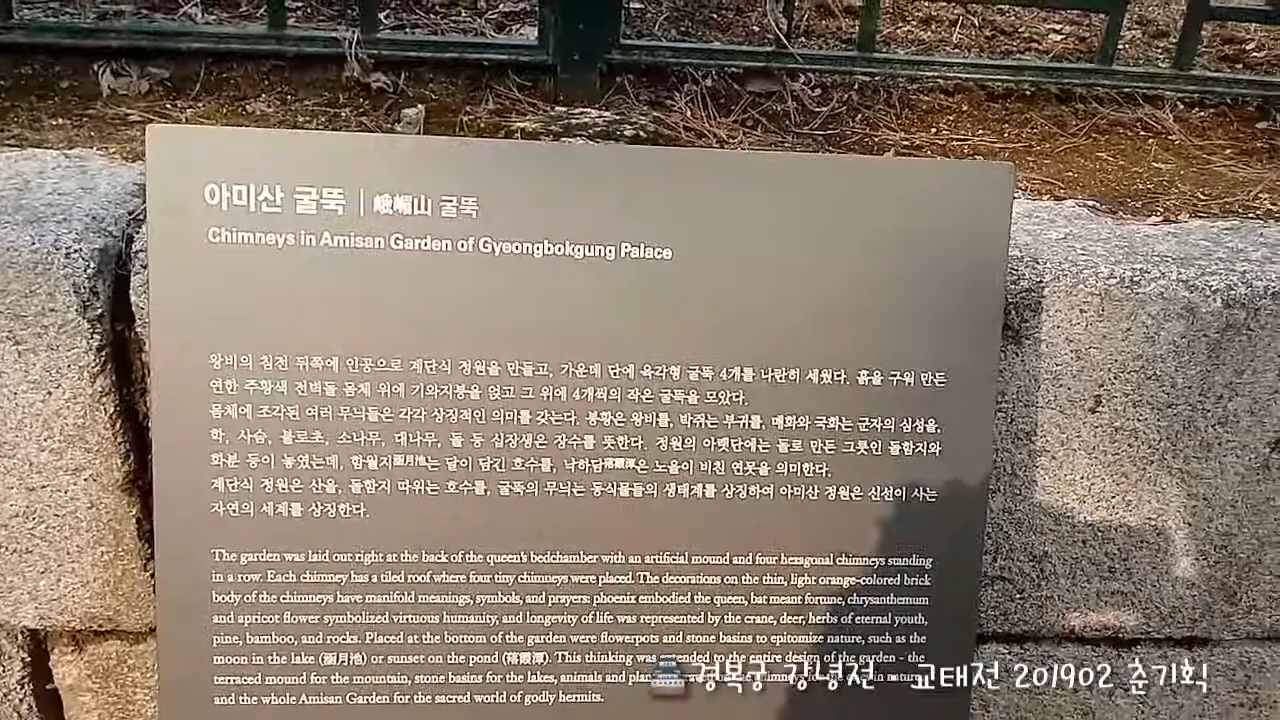 아미산 굴뚝 | 峨嵋山 굴뚝
Chimneys in Amisan Garden of Gyeongbokgung Palace
왕비의 침전 뒤쪽에 인공으로 계단식 정원을 만들고, 가운데 단에 육각형 굴뚝 4개를 나란히 세웠다. 흙을 구워 만든
연한 주황색 전벽돌 몸체 위에 기와지붕을 얹고 그 위에 4개씩의 작은 굴뚝을 모았다.
몸체에 조각된 여러 무늬들은 각각 상징적인 의미를 갖는다. 봉황은 왕비를, 박쥐는 부귀를, 매화와 국화는 군자의 심성을,
학, 사슴, 불로초, 소나무, 대나무, 돌 등 십장생은 장수를 뜻한다. 정원의 아랫단에는 돌로 만든 그릇인 돌함지와
화분 등이 놓였는데, 함월지涵月池는 달이 담긴 호수를, 낙하담落霞潭은 노을이 비친 연못을 의미한다.
계단식 정원은 산을, 돌함지 따위는 호수를, 굴뚝의 무늬는 동식물들의 생태계를 상징하여 아미산 정원은 신선이 사는
자연의 세계를 상징한다.
The garden was laid out right at the back of the queen's bedchamber with an artificial mound and four hexagonal chimneys standing
in a row. Each chimney has a tiled roof where four tiny chimneys were placed. The decorations on the thin, light orange-colored brick
body of the chimneys have manifold meanings, symbols, and prayers: phoenix embodied the queen, bat meant fortune, chrysanthemum
and apricot flower symbolized virtuous humanity, and longevity of life was represented by the crane, deer, herbs of eternal youth,
pine, bamboo, and rocks. Placed at the bottom of the garden were flowerpots and stone basins to epitomize nature, such as the
moon in the lake (涵月池) or sunset on the pond (落霞潭). This thinking was extended to the entire design of the garden - the
terraced mound for the mountain, stone basins for the lakes, animals and chimneys for the in nature,
and the whole Amisan Garden for the sacred world of godly hermits.
경복궁 강녕전 - 교태전 201902 춘기획